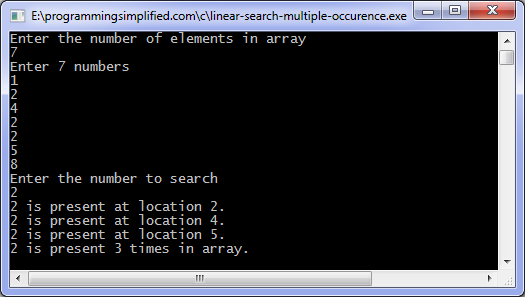 E:\programmingsimplified.com\c\linear-search-multiple-occurence.exe
Enter the number of elements in array
7
Enter 7 numbers
1
2
4
2
2
5
8
Enter the number to search
2
2 is present at location 2.
2 is present at location 4.
2 is present at location 5.
2 is present 3 times in array.